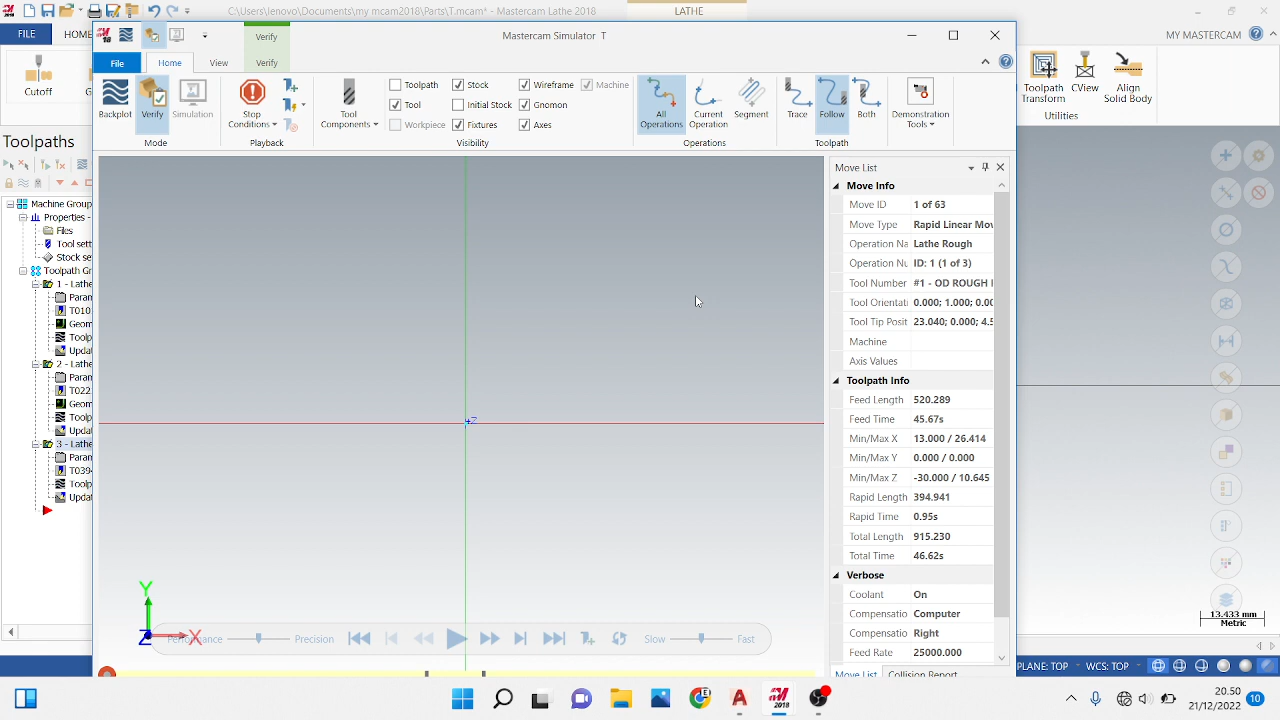 C:\Users\lenovo\Documents\my mcam2018\Parts\T.mcam* - Mastercam Lathe 2018
LATHE
FILE
HOME
MY MASTERCAM
Verify
Mastercam Simulator T
File
Home
View
Verify
Cutoff
Backplot
Verify
Simulation
Mode
Stop Conditions
Playback
Tool Components
Toolpath
Tool
Workpiece
Stock
Initial Stock
Fixtures
Wireframe
Gnomon
Axes
Machine
Visibility
All Operations
Current Operation
Segment
Operations
Trace
Follow
Both
Toolpath
Demonstration Tools
Toolpath Transform
CView
Align Solid Body
Utilities
Toolpaths
Machine Group
Properties -
Files
Tool sett
Stock se
Toolpath Gr
1 - Lathe
Paran
T010
Geom
Toolp
Updat
2 - Lathe
Paran
T022
Geom
Toolp
Updat
3 - Lathe
Paran
T039
Toolp
Updat
Move List
Move Info
Move ID 1 of 63
Move Type Rapid Linear Mov
Operation Na Lathe Rough
Operation Nu ID: 1 (1 of 3)
Tool Number #1 - OD ROUGH
Tool Orientati 0.000; 1.000; 0.00
Tool Tip Posit 23.040; 0.000; 4.5
Machine
Axis Values
Toolpath Info
Feed Length 520.289
Feed Time 45.67s
Min/Max X 13.000 / 26.414
Min/Max Y 0.000 / 0.000
Min/Max Z -30.000 / 10.645
Rapid Length 394.941
Rapid Time 0.95s
Total Length 915.230
Total Time 46.62s
Verbose
Coolant On
Compensatio Computer
Compensatio Right
Feed Rate 25000.000
Move List
Collision Report
+Z
Y
Z
X
Performance
Precision
Slow
Fast
13.433 mm
Metric
PLANE: TOP
WCS: TOP
20.50
21/12/2022
10